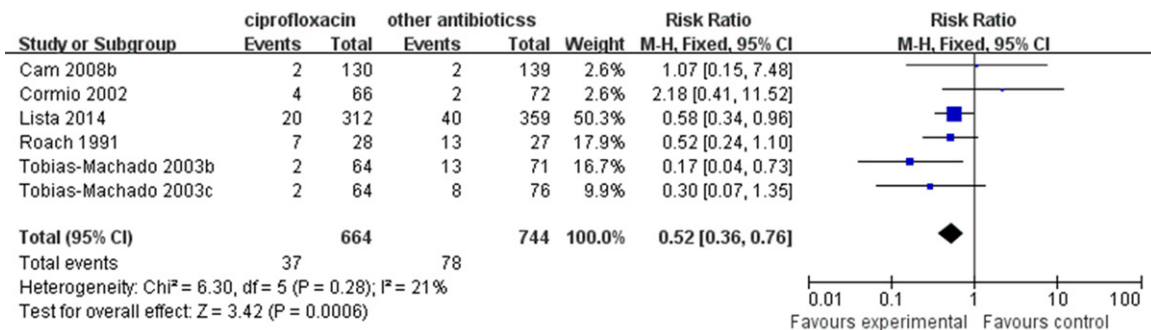 ciprofloxacin other antibioticss Risk Ratio Risk Ratio
Study or Subgroup Events Total Events Total Weight M-H, Fixed, 95% CI M-H, Fixed, 95% CI
Cam 2008b 2 130 2 139 2.6% 1.07 [0.15, 7.48]
Cormio 2002 4 66 2 72 2.6% 2.18 [0.41, 11.52]
Lista 2014 20 312 40 359 50.3% 0.58 [0.34, 0.96]
Roach 1991 7 28 13 27 17.9% 0.52 [0.24, 1.10]
Tobias-Machado 2003b 2 64 13 71 16.7% 0.17 [0.04, 0.73]
Tobias-Machado 2003c 2 64 8 76 9.9% 0.30 [0.07, 1.35]
Total (95% CI) 664 744 100.0% 0.52 [0.36, 0.76]
Total events 37 78
Heterogeneity: Chi² = 6.30, df = 5 (P = 0.28); I² = 21%
Test for overall effect: Z = 3.42 (P = 0.0006)
0.01 0.1 1 10 100
Favours experimental Favours control